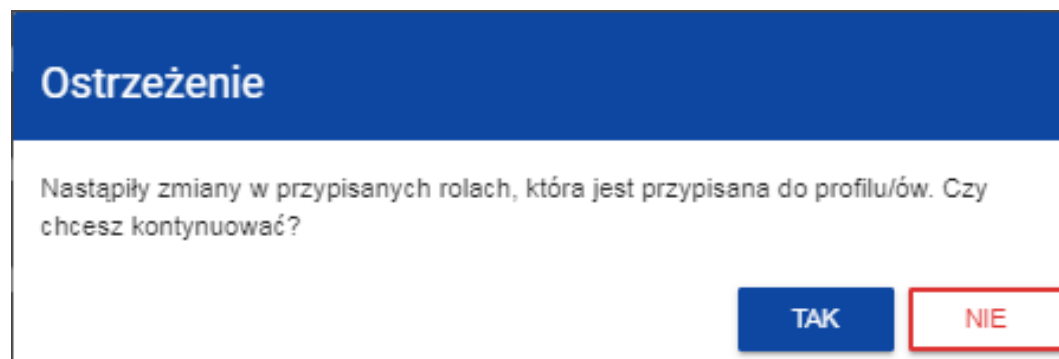 Ostrzeżenie
Nastąpiły zmiany w przypisanych rolach, która jest przypisana do profilu/ów. Czy
chcesz kontynuować?
TAK NIE